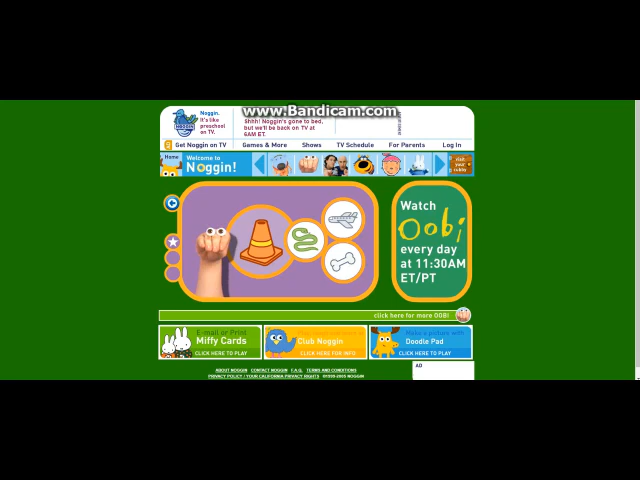 www.Bandicam.com
NOGGIN
Noggin.
It's like
preschool
on TV.
Shhh! Noggin's gone to bed,
but we'll be back on TV at
6AM ET.
Get Noggin on TV
Games & More
Shows
TV Schedule
For Parents
Log In
Home
Welcome to
Noggin!
visit
your
cubby
Watch
Oobi
every day
at 11:30AM
ET/PT
click here for more OOBI
E-mail or Print
Miffy Cards
CLICK HERE TO PLAY
Club Noggin
CLICK HERE FOR INFO
Make a picture with
Doodle Pad
CLICK HERE TO PLAY
ABOUT NOGGIN
CONTACT NOGGIN
F.A.Q.
TERMS AND CONDITIONS
PRIVACY POLICY / YOUR CALIFORNIA PRIVACY RIGHTS
©1999-2005 NOGGIN
AD